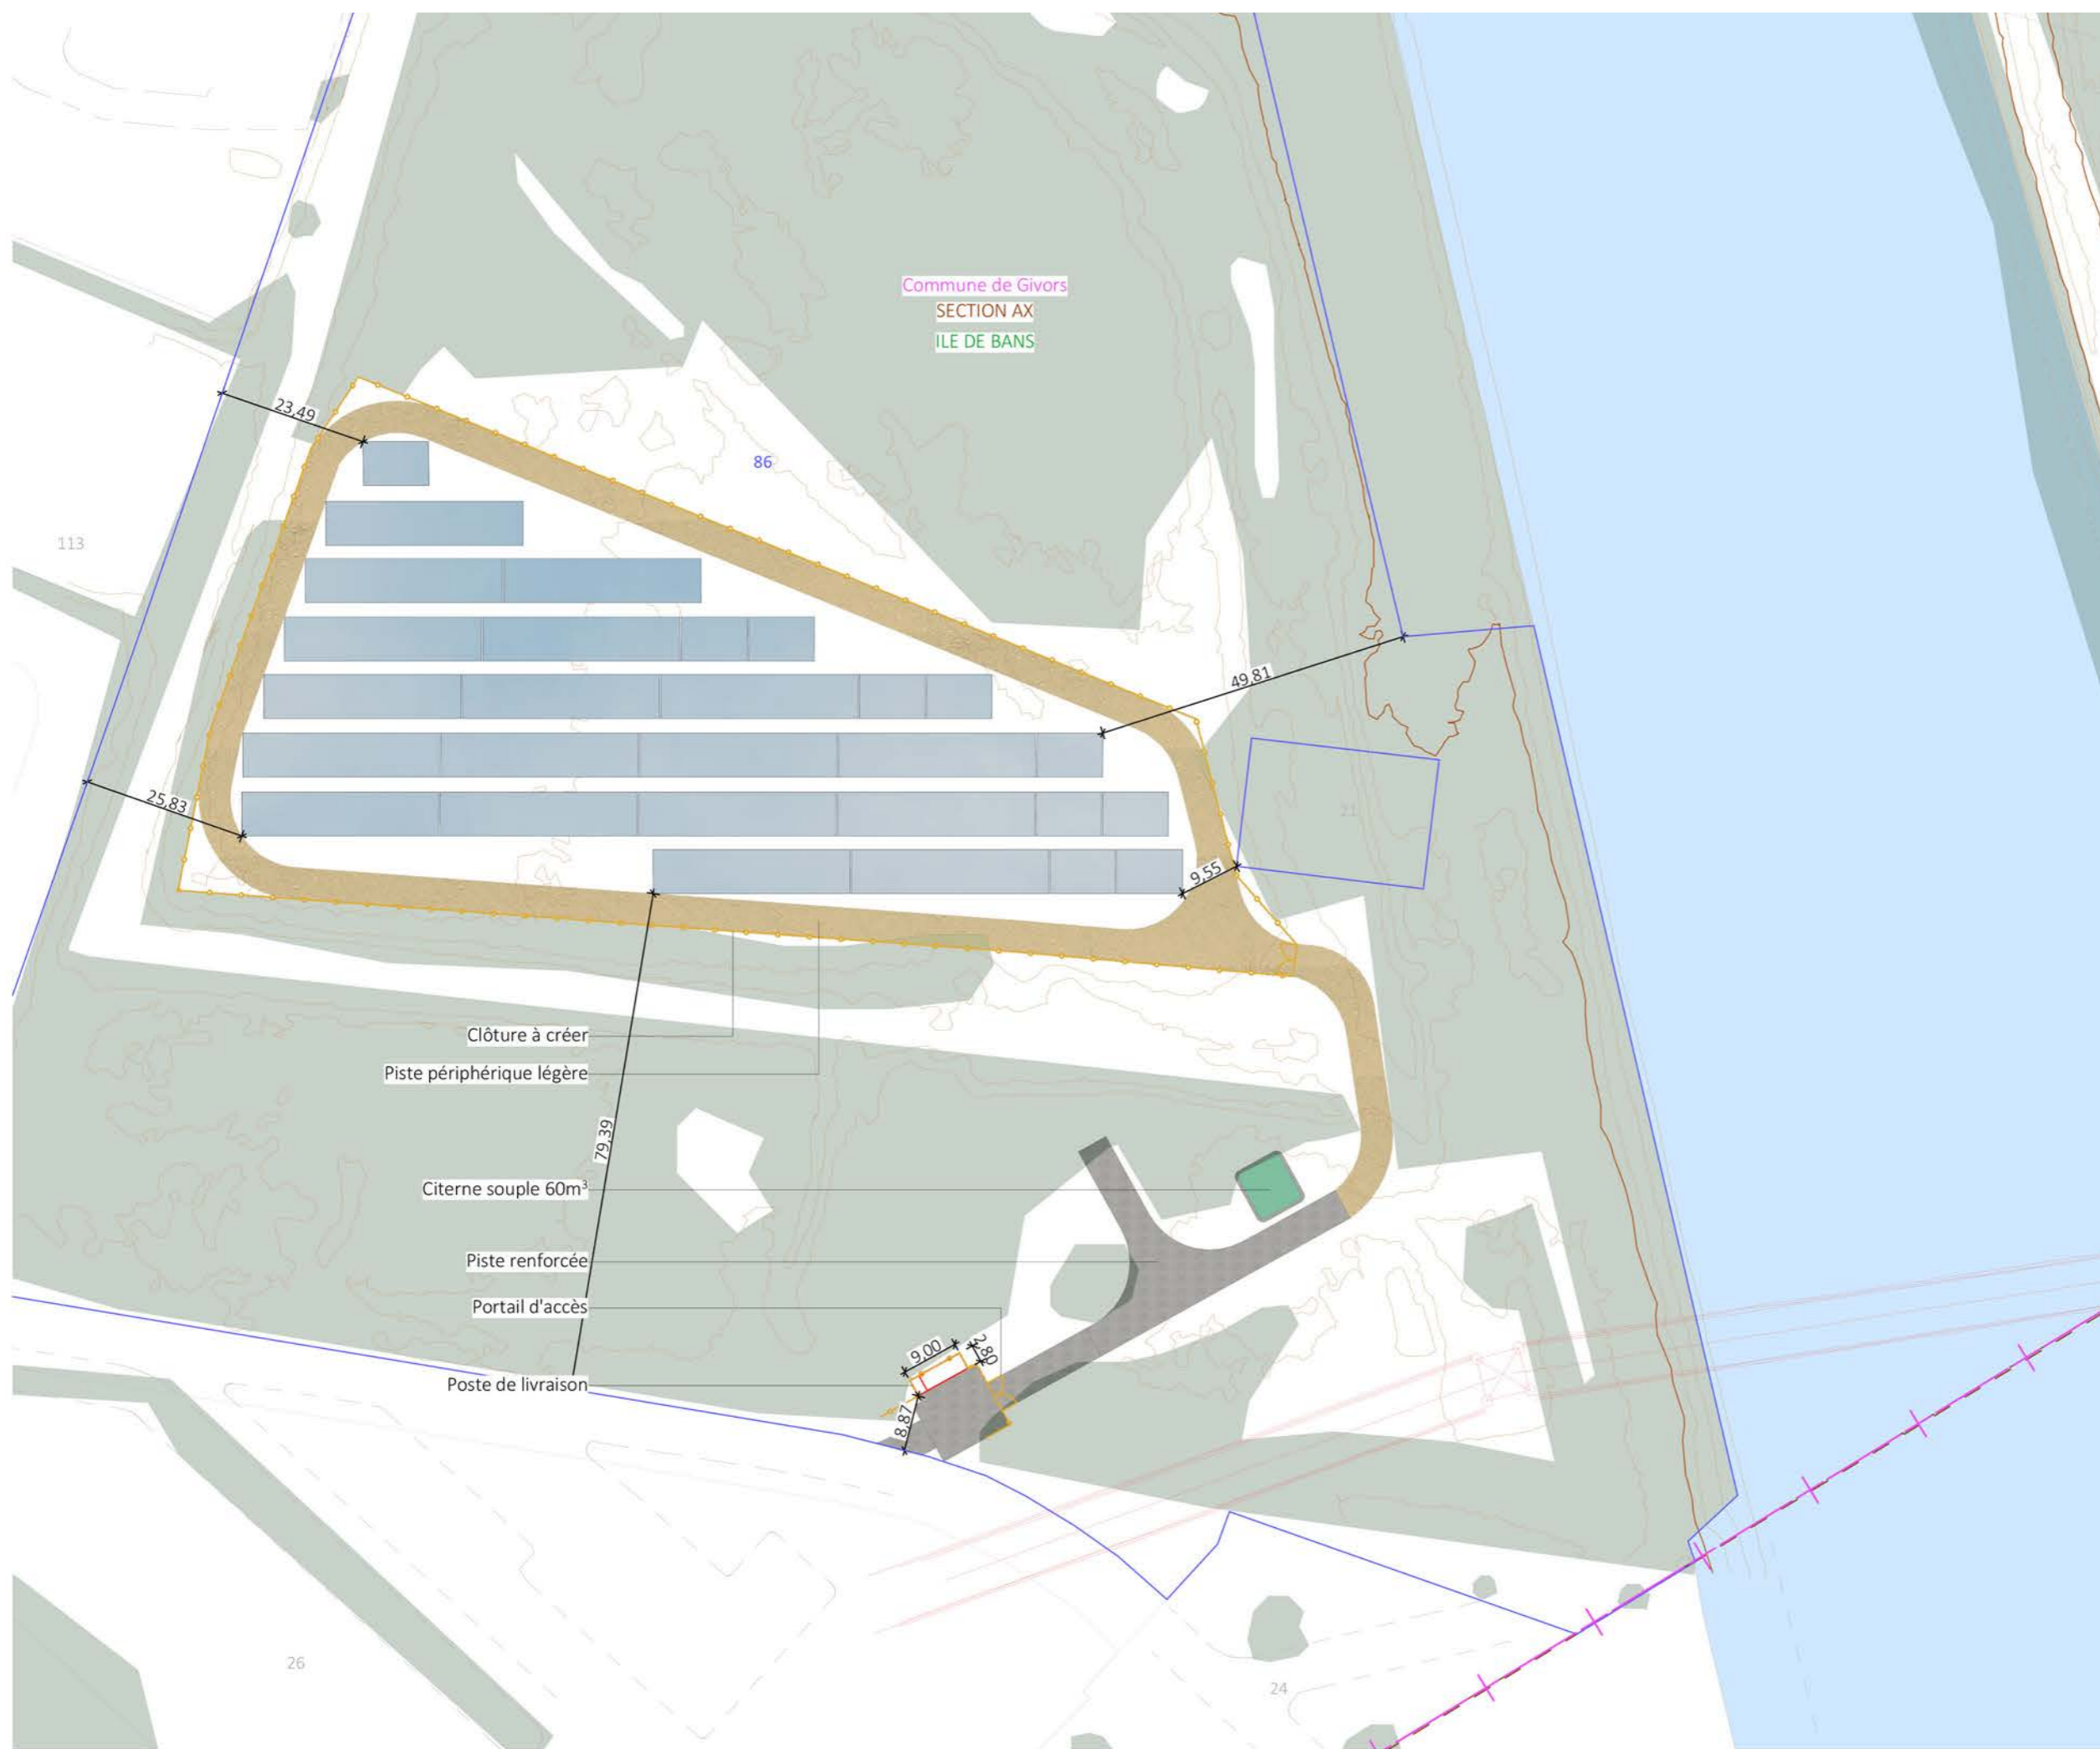 Commune de Givors
SECTION AX
ILE DE BANS
23,49
86
113
49,81
25,83
21
9,55
Clôture à créer
Piste périphérique légère
79,39
Citerne souple 60m³
Piste renforcée
Portail d'accès
9,00
2,80
Poste de livraison
8,87
26
24